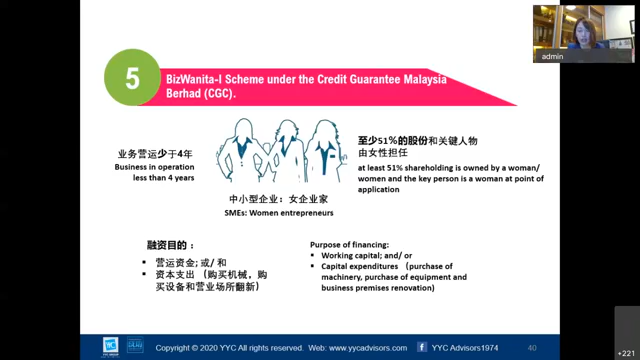 5
BizWanita-I Scheme under the Credit Guarantee Malaysia
Berhad (CGC).
业务营运少于4年
Business in operation
less than 4 years
中小型企业：女企业家
SMEs: Women entrepreneurs
至少51%的股份和关键人物
由女性担任
at least 51% shareholding is owned by a woman/
women and the key person is a woman at point of
application
融资目的：
营运资金; 或/ 和
资本支出 （购买机械，购
买设备和营业场所翻新）
Purpose of financing:
Working capital; and/ or
Capital expenditures (purchase of
machinery, purchase of equipment and
business premises renovation)
Copyright © 2020 YYC All rights reserved. Web: www.yycadvisors.com YYC Advisors1974
40
admin
+221